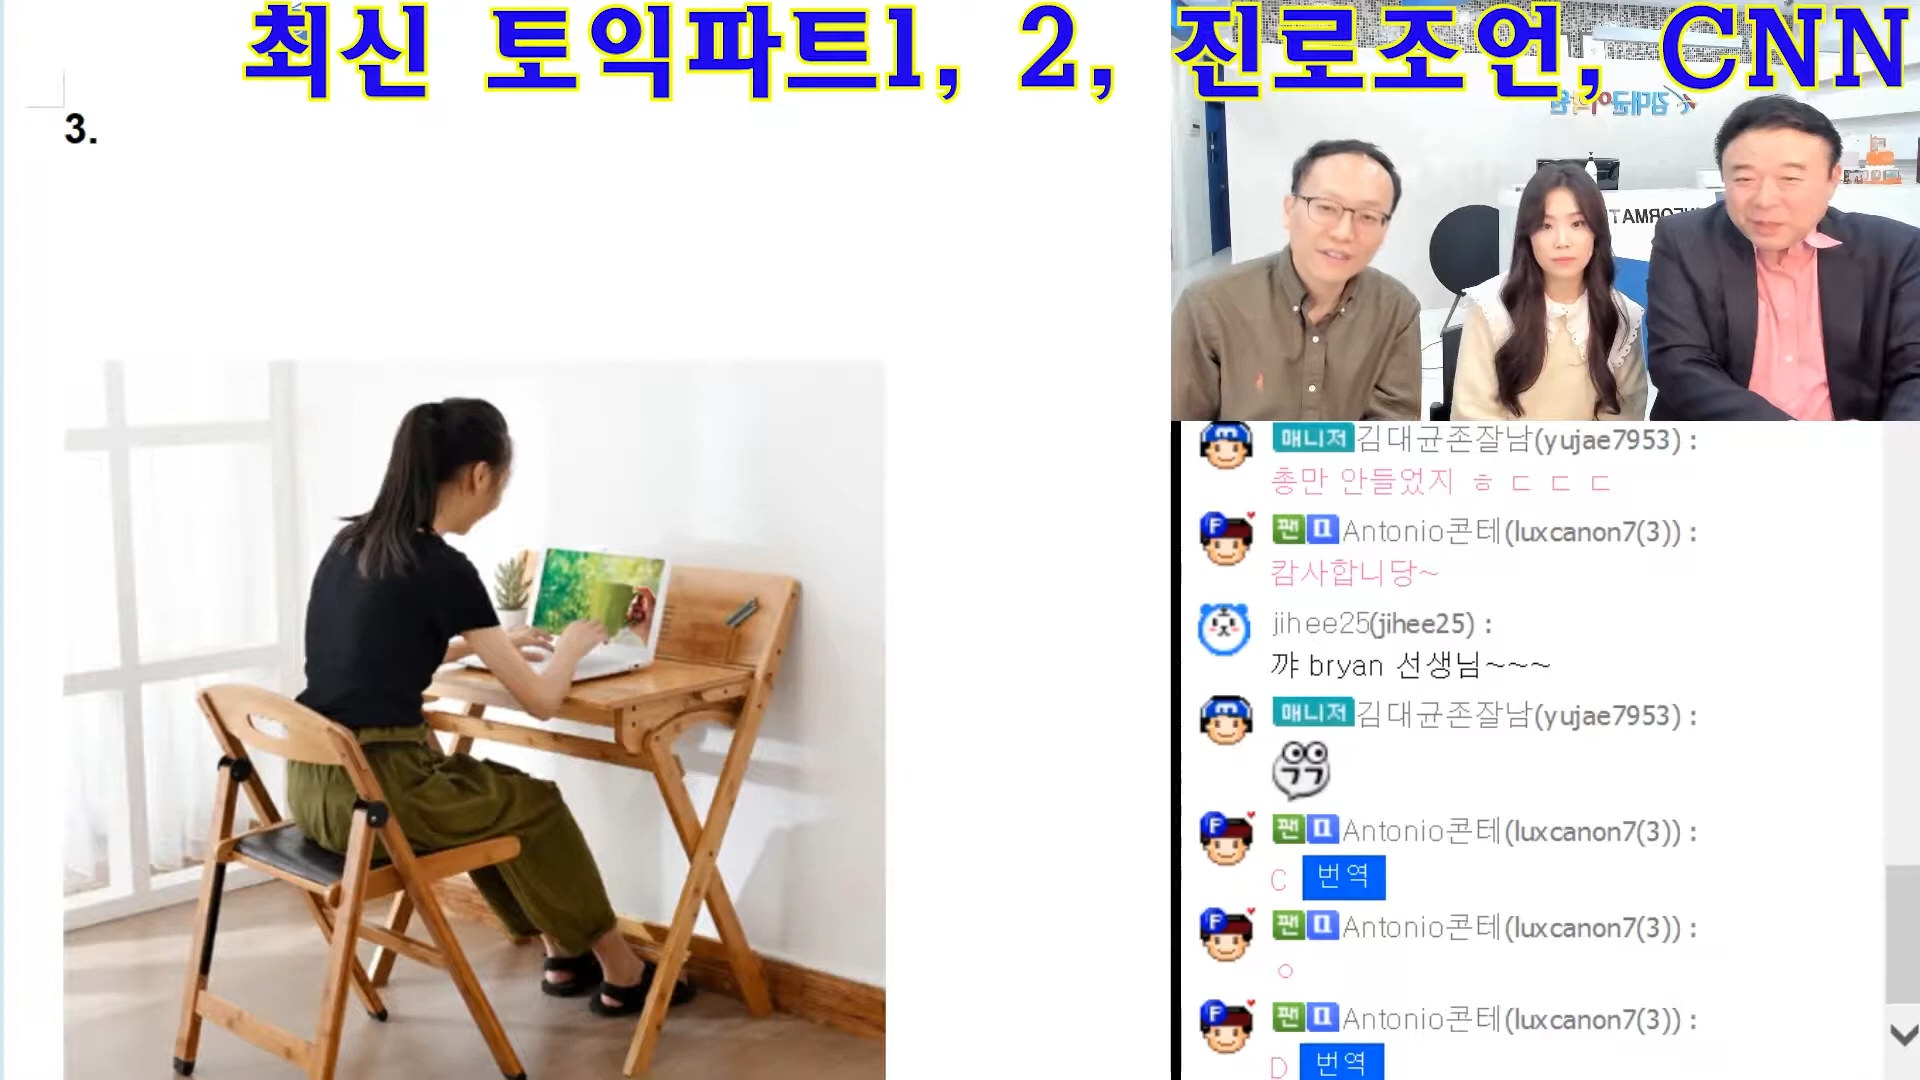 최신 토익파트1, 2, 진로조언, CNN
3.
매니저 김대균존잘남(yujae7953) :
총만 안들었지 ㅎ ㄷ ㄷ ㄷ
팬 Antonio콘테(luxcanon7(3)) :
캄사합니당~
jihee25(jihee25) :
꺄 bryan 선생님~~~
매니저 김대균존잘남(yujae7953) :
ㄱㄱ
팬 Antonio콘테(luxcanon7(3)) :
C 번역
팬 Antonio콘테(luxcanon7(3)) :
ㅇ
팬 Antonio콘테(luxcanon7(3)) :
D 번역